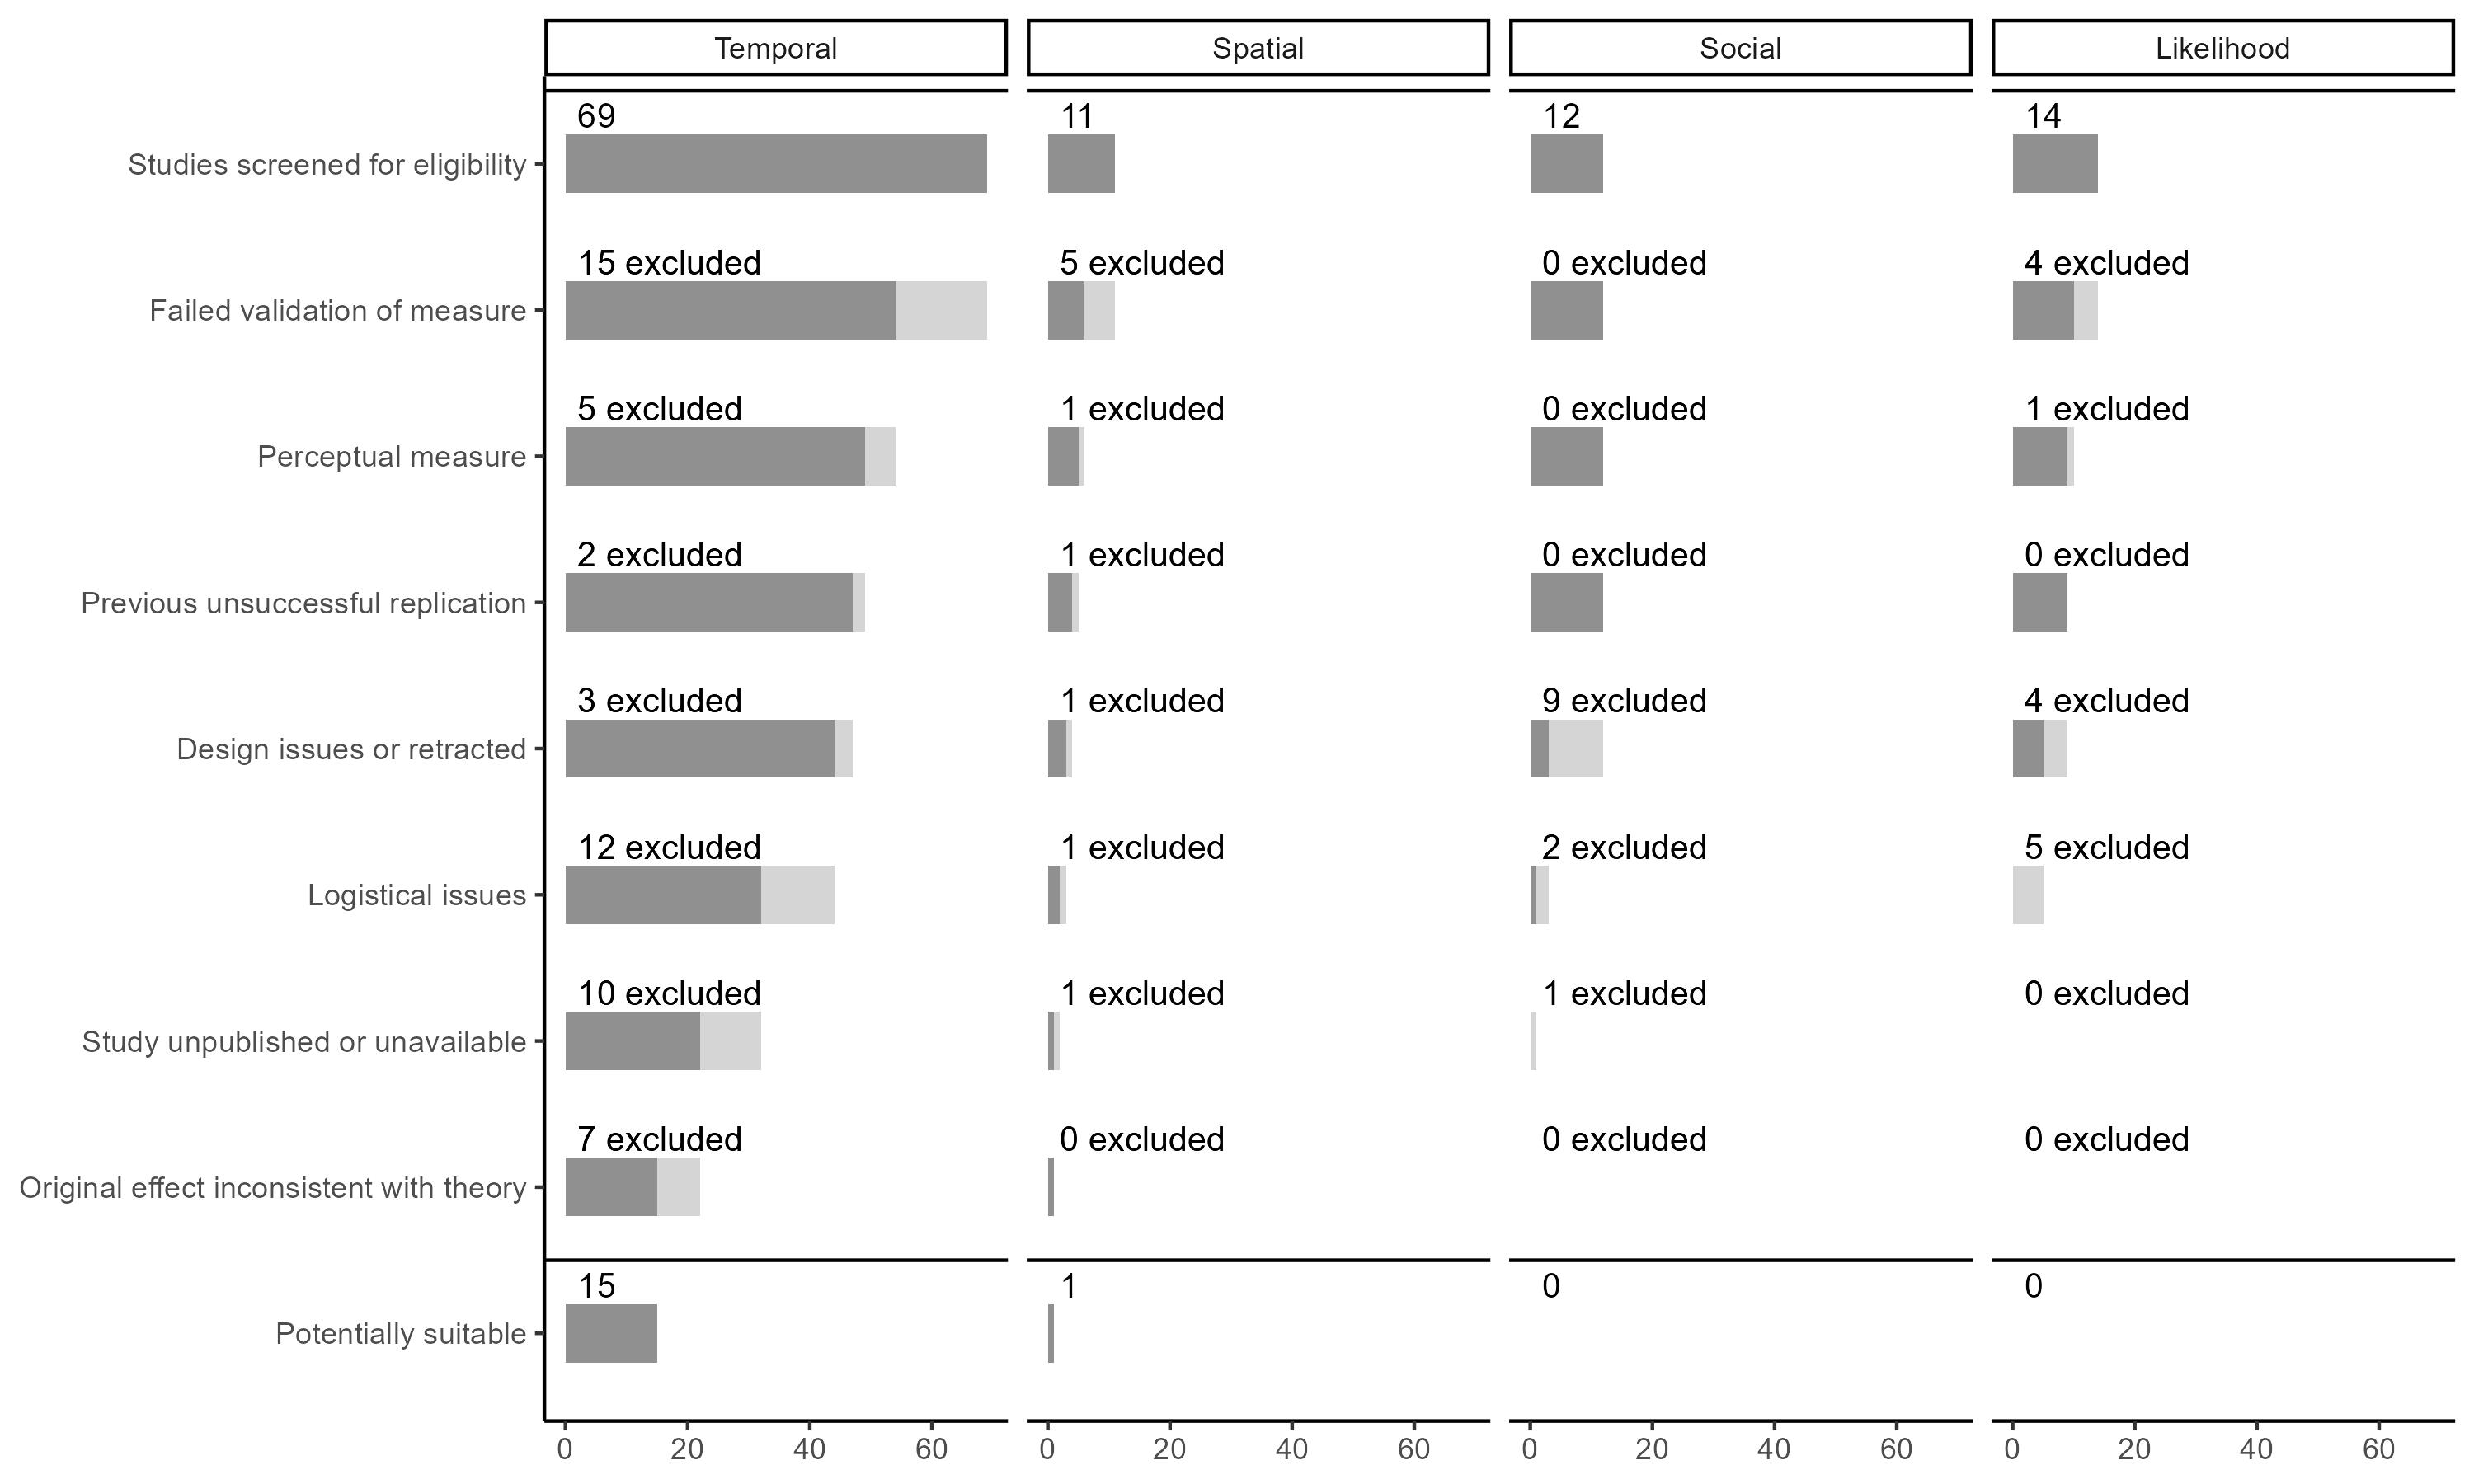 Temporal Spatial Social Likelihood
69 11 12 14
Studies screened for eligibility
15 excluded 5 excluded 0 excluded 4 excluded
Failed validation of measure
5 excluded 1 excluded 0 excluded 1 excluded
Perceptual measure
2 excluded 1 excluded 0 excluded 0 excluded
Previous unsuccessful replication
3 excluded 1 excluded 9 excluded 4 excluded
Design issues or retracted
12 excluded 1 excluded 2 excluded 5 excluded
Logistical issues
10 excluded 1 excluded 1 excluded 0 excluded
Study unpublished or unavailable
7 excluded 0 excluded 0 excluded 0 excluded
Original effect inconsistent with theory
15 1 0 0
Potentially suitable
0 20 40 60 0 20 40 60 0 20 40 60 0 20 40 60